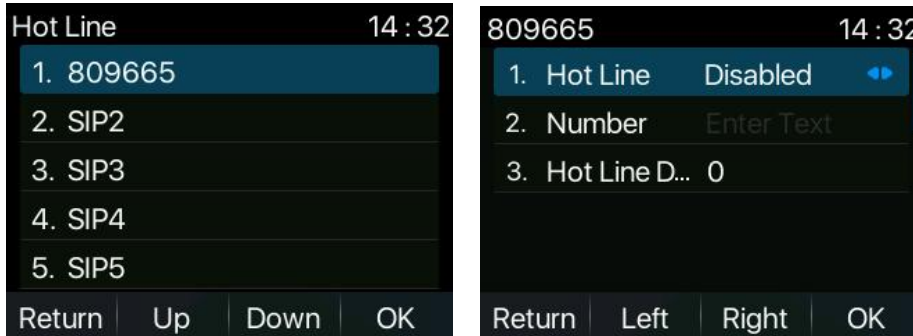 Hot Line 14 : 32
1. 809665
2. SIP2
3. SIP3
4. SIP4
5. SIP5
Return Up Down OK
809665 14 : 32
1. Hot Line Disabled
2. Number Enter Text
3. Hot Line D... 0
Return Left Right OK